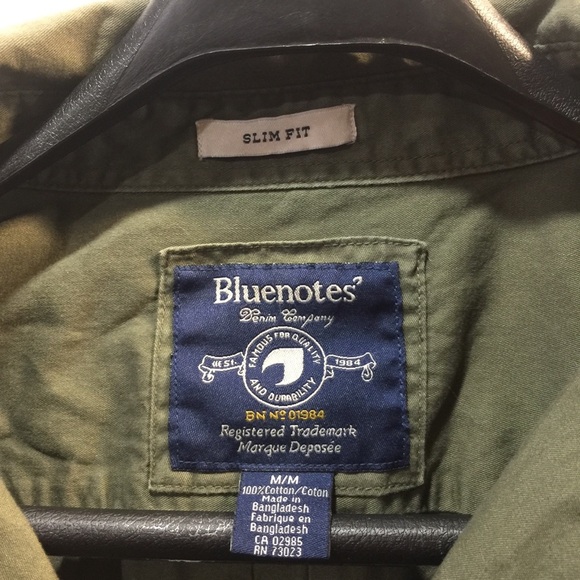 SLIM FIT
Bluenotes
Denim Company
FAMOUS FOR QUALITY
EST. 1984
AND DURABILITY
BN Nº 01984
Registered Trademark
Marque Deposée
M/M
100% Cotton/Coton
Made in
Bangladesh
Fabrique en
Bangladesh
CA 02985
RN 73023